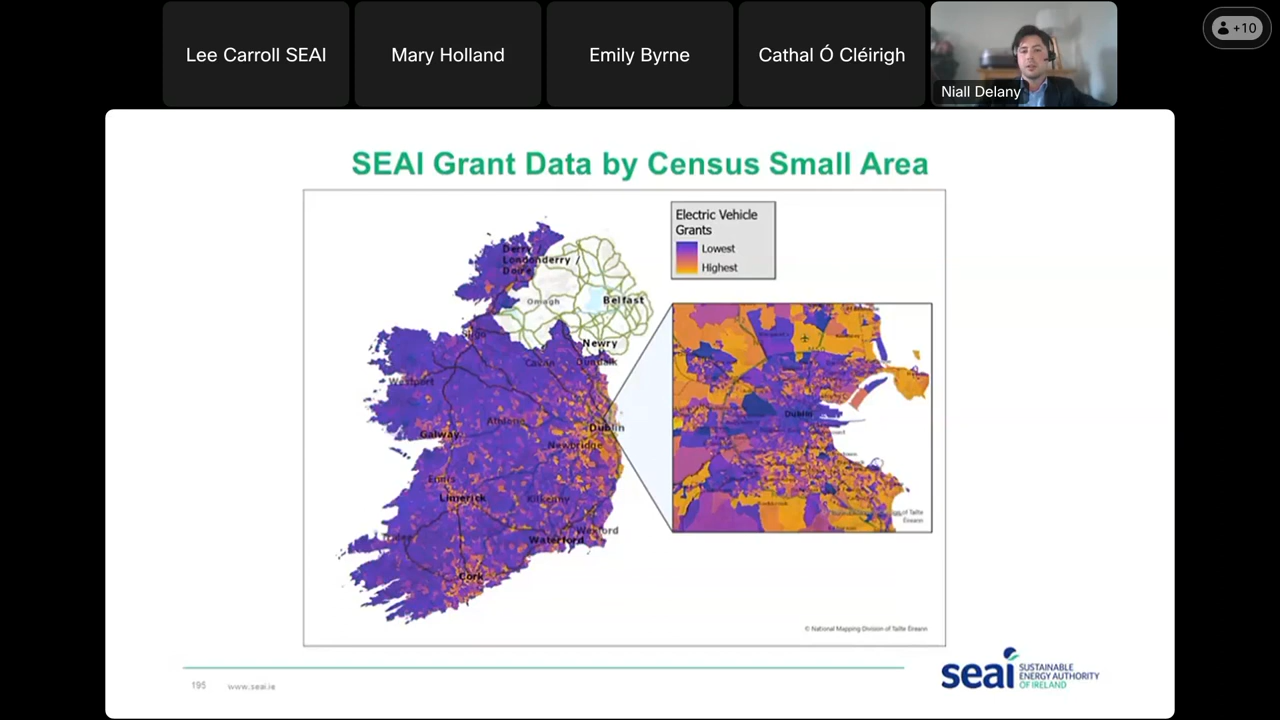 Lee Carroll SEAI
Mary Holland
Emily Byrne
Cathal Ó Cléirigh
Niall Delany
+10
SEAI Grant Data by Census Small Area
Electric Vehicle
Grants
Lowest
Highest
Derry /
Londonderry /
Doire
Omagh
Belfast
Newry
Sligo
Cavan
Dundalk
Westport
Athlone
Galway
Dublin
Newbridge
Ennis
Limerick
Kilkenny
Wexford
Waterford
Tralee
Cork
Dublin
© National Mapping Division of Tailte Éireann
195
www.seai.ie
seai
SUSTAINABLE
ENERGY AUTHORITY
OF IRELAND